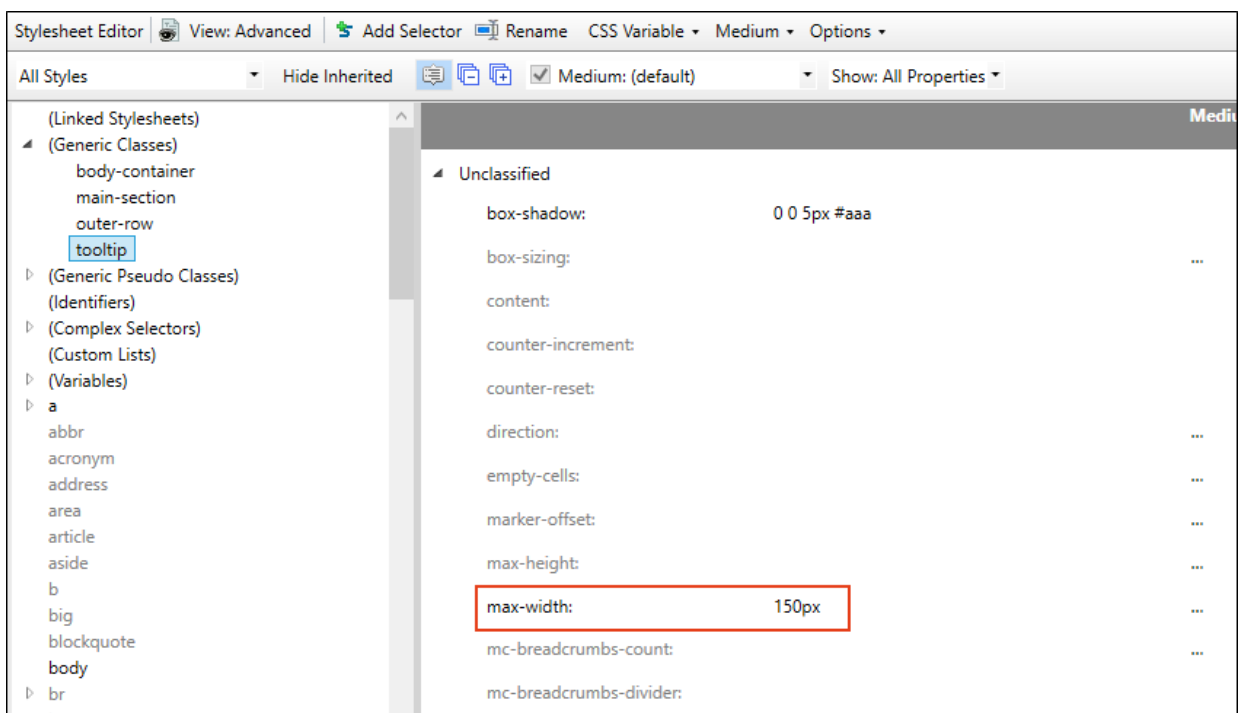 Stylesheet Editor View: Advanced Add Selector Rename CSS Variable Medium Options
All Styles Hide Inherited Medium: (default) Show: All Properties
(Linked Stylesheets)
(Generic Classes)
body-container
main-section
outer-row
tooltip
(Generic Pseudo Classes)
(Identifiers)
(Complex Selectors)
(Custom Lists)
(Variables)
a
abbr
acronym
address
area
article
aside
b
big
blockquote
body
br
Mediu
Unclassified
box-shadow: 0 0 5px #aaa
box-sizing: ...
content:
counter-increment:
counter-reset:
direction: ...
empty-cells: ...
marker-offset: ...
max-height: ...
max-width: 150px ...
mc-breadcrumbs-count: ...
mc-breadcrumbs-divider: